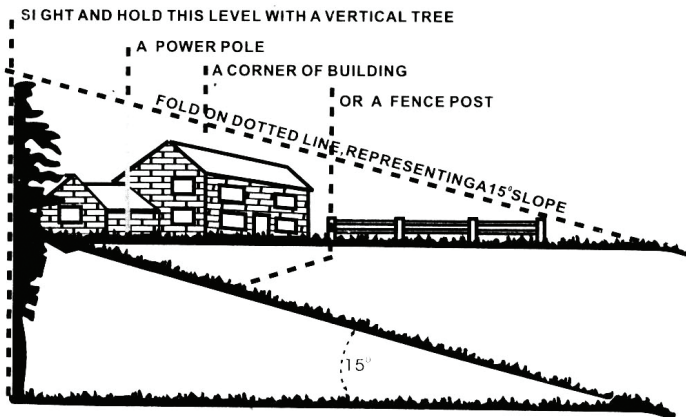 SI GHT AND HOLD THIS LEVEL WITH A VERTICAL TREE
A POWER POLE
A CORNER OF BUILDING
OR A FENCE POST
FOLD ON DOTTED LINE,REPRESENTINGA15°SLOPE
15°